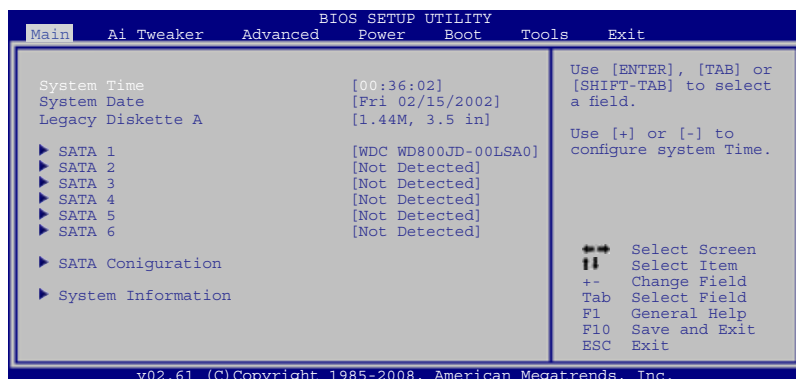 BIOS SETUP UTILITY
Main Ai Tweaker Advanced Power Boot Tools Exit
System Time [00:36:02]
System Date [Fri 02/15/2002]
Legacy Diskette A [1.44M, 3.5 in]
SATA 1 [WDC WD800JD-00LSA0]
SATA 2 [Not Detected]
SATA 3 [Not Detected]
SATA 4 [Not Detected]
SATA 5 [Not Detected]
SATA 6 [Not Detected]
SATA Coniguration
System Information
Use [ENTER], [TAB] or
[SHIFT-TAB] to select
a field.
Use [+] or [-] to
configure system Time.
Select Screen
Select Item
+- Change Field
Tab Select Field
F1 General Help
F10 Save and Exit
ESC Exit
v02.61 (C)Copyright 1985-2008, American Megatrends, Inc.